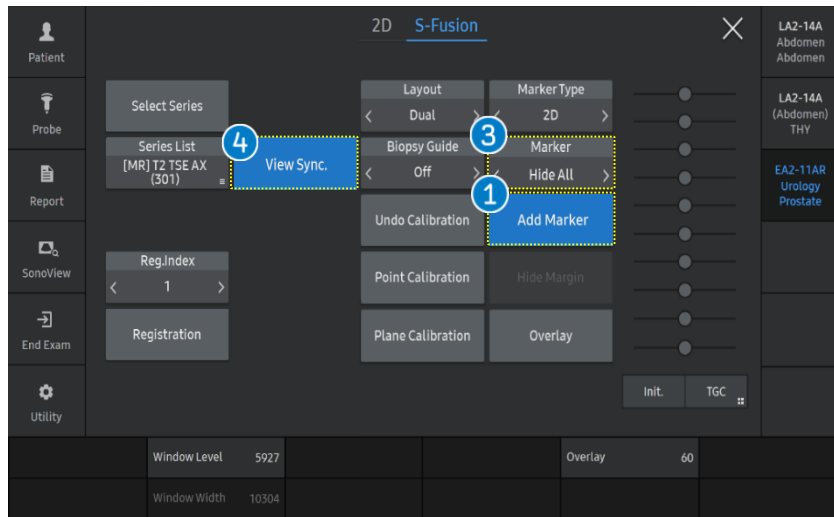 2D S-Fusion
Patient
Probe
Report
SonoView
End Exam
Utility
Select Series
Series List
[MR] T2 TSE AX
(301)
4
View Sync.
Reg.Index
< 1 >
Registration
Layout
< Dual >
Biopsy Guide
< Off >
Undo Calibration
Point Calibration
Plane Calibration
Marker Type
< 2D >
3
Marker
< Hide All >
1
Add Marker
Hide Margin
Overlay
Init. TGC
LA2-14A
Abdomen
Abdomen
LA2-14A
(Abdomen)
THY
EA2-11AR
Urology
Prostate
Window Level 5927
Overlay 60
Window Width 10304